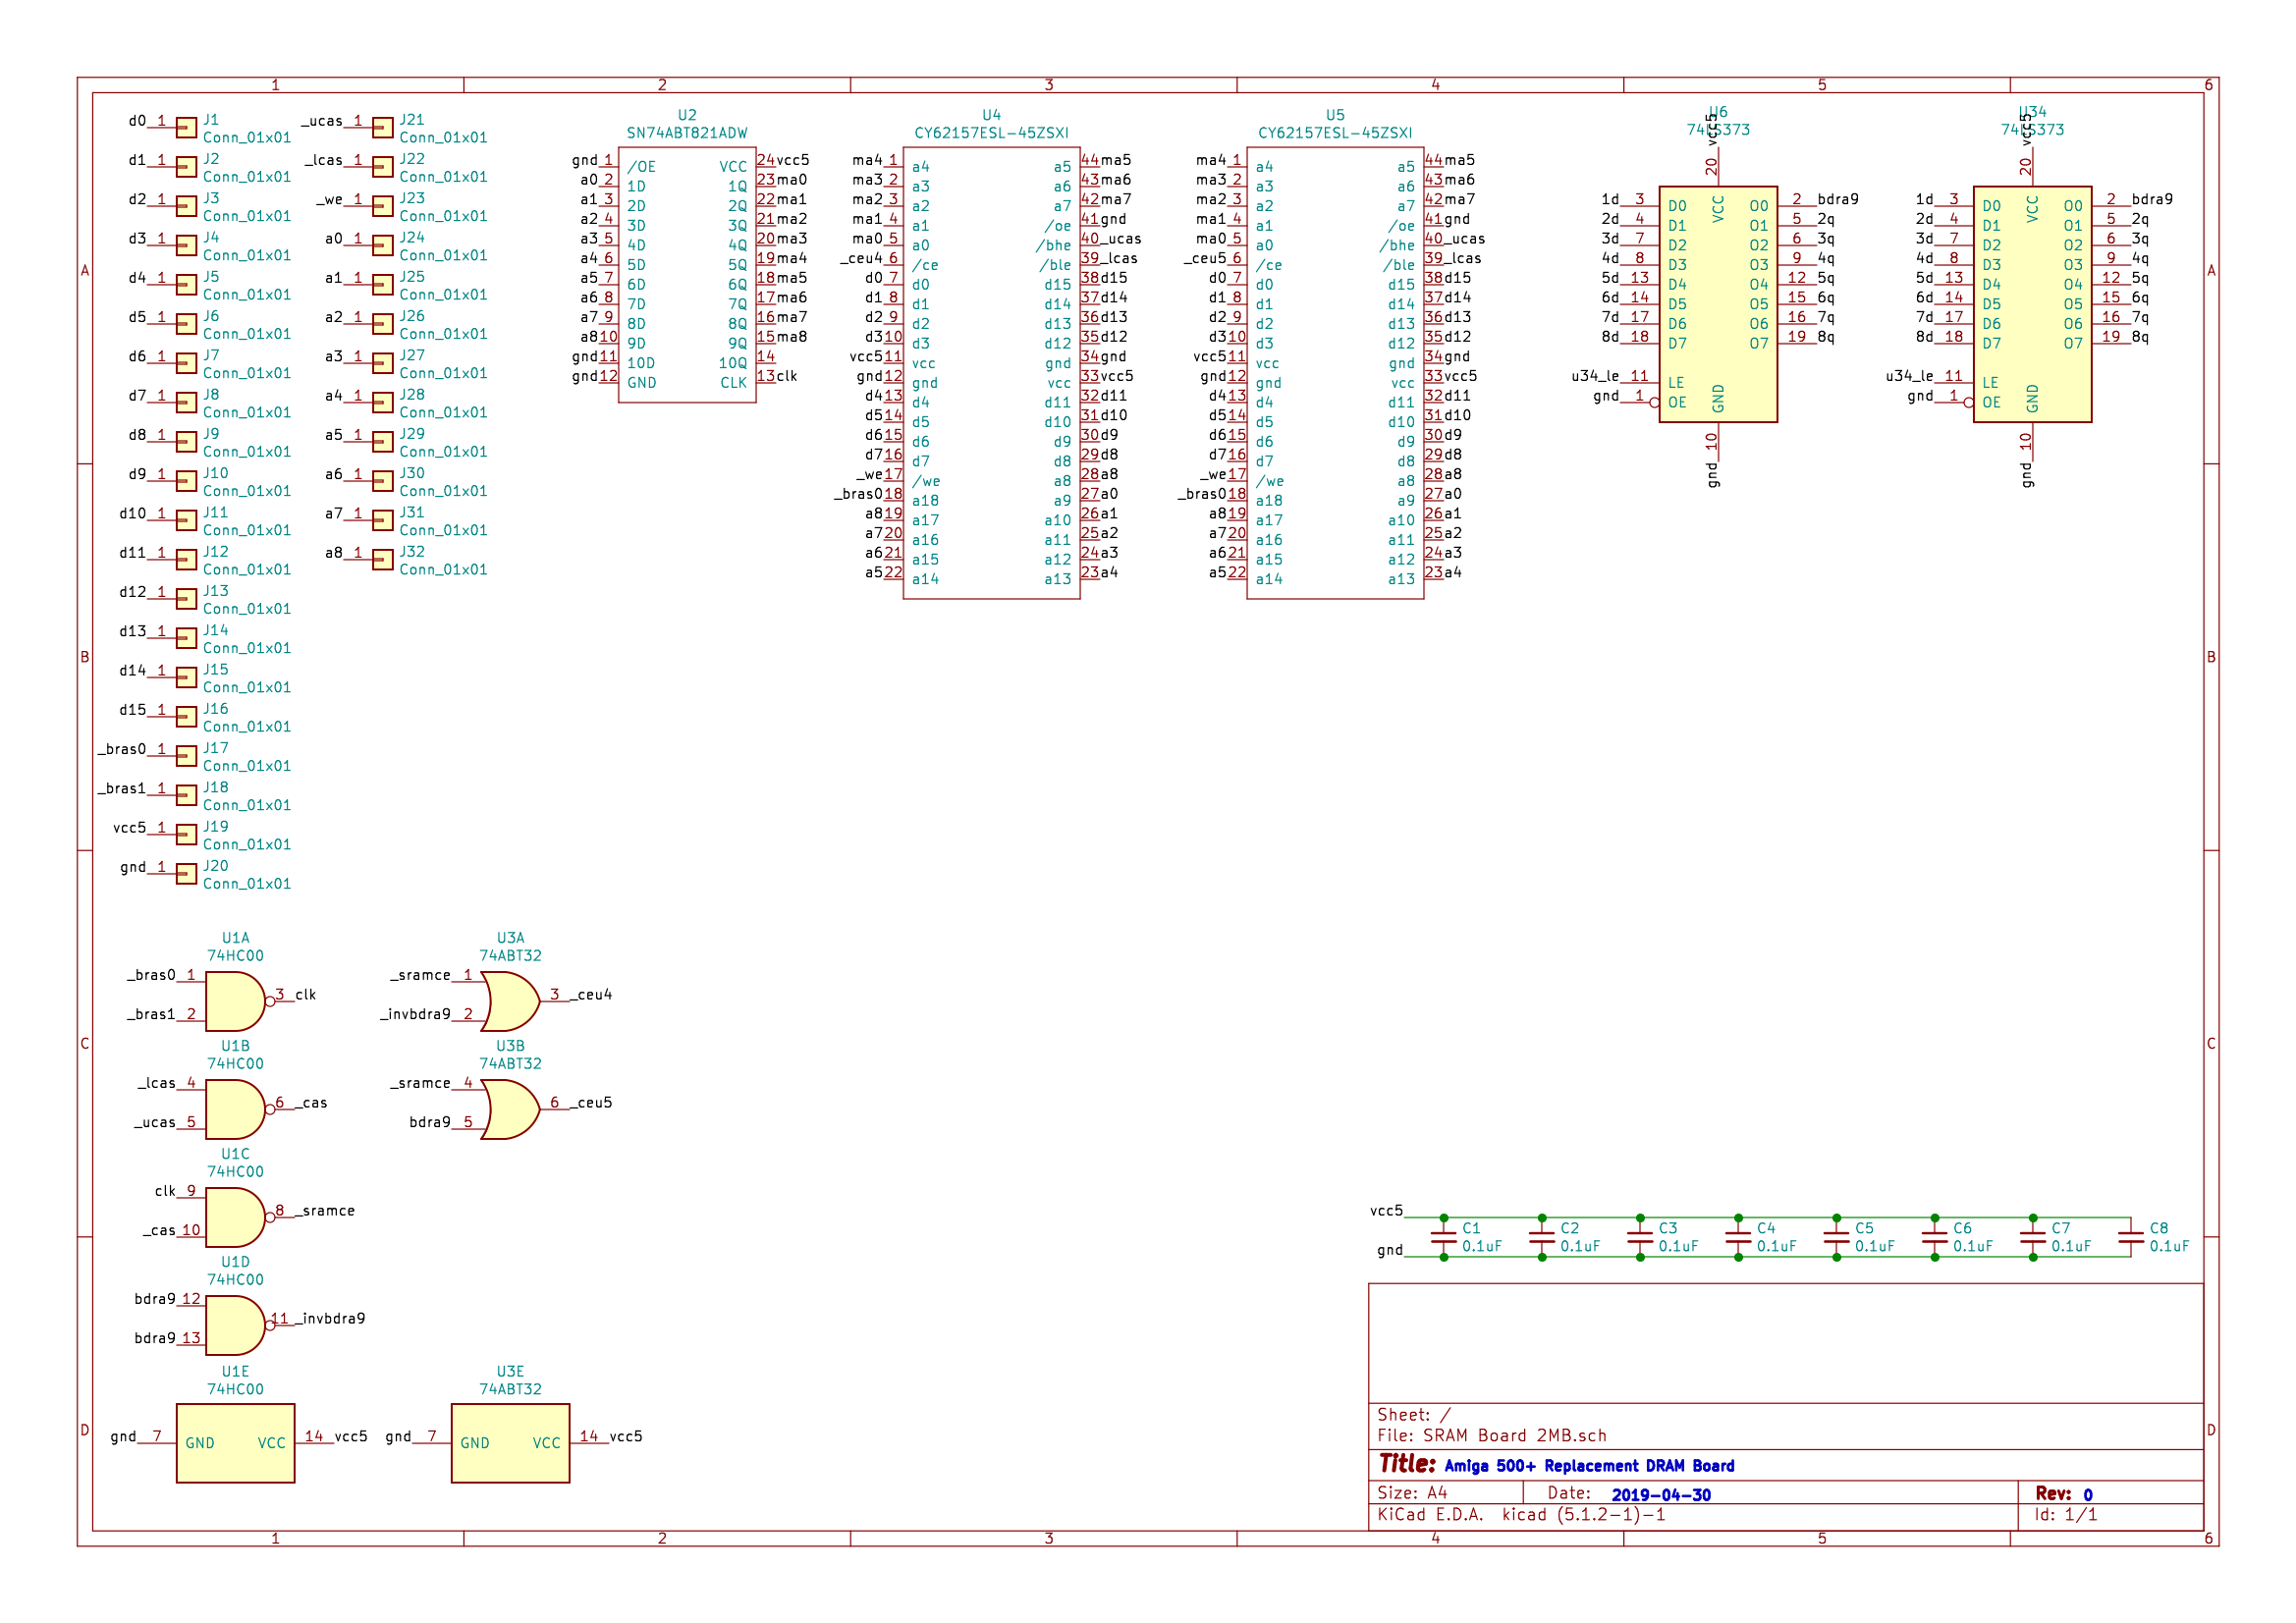 1 2 3 4 5 6
A A
B B
C C
D D
d0 1 J1
Conn_01x01
d1 1 J2
Conn_01x01
d2 1 J3
Conn_01x01
d3 1 J4
Conn_01x01
d4 1 J5
Conn_01x01
d5 1 J6
Conn_01x01
d6 1 J7
Conn_01x01
d7 1 J8
Conn_01x01
d8 1 J9
Conn_01x01
d9 1 J10
Conn_01x01
d10 1 J11
Conn_01x01
d11 1 J12
Conn_01x01
d12 1 J13
Conn_01x01
d13 1 J14
Conn_01x01
d14 1 J15
Conn_01x01
d15 1 J16
Conn_01x01
_bras0 1 J17
Conn_01x01
_bras1 1 J18
Conn_01x01
vcc5 1 J19
Conn_01x01
gnd 1 J20
Conn_01x01
_ucas 1 J21
Conn_01x01
_lcas 1 J22
Conn_01x01
_we 1 J23
Conn_01x01
a0 1 J24
Conn_01x01
a1 1 J25
Conn_01x01
a2 1 J26
Conn_01x01
a3 1 J27
Conn_01x01
a4 1 J28
Conn_01x01
a5 1 J29
Conn_01x01
a6 1 J30
Conn_01x01
a7 1 J31
Conn_01x01
a8 1 J32
Conn_01x01
U2
SN74ABT821ADW
gnd 1 /OE VCC 24 vcc5
a0 2 1D 1Q 23 ma0
a1 3 2D 2Q 22 ma1
a2 4 3D 3Q 21 ma2
a3 5 4D 4Q 20 ma3
a4 6 5D 5Q 19 ma4
a5 7 6D 6Q 18 ma5
a6 8 7D 7Q 17 ma6
a7 9 8D 8Q 16 ma7
a8 10 9D 9Q 15 ma8
gnd 11 10D 10Q 14
gnd 12 GND CLK 13 clk
U4
CY62157ESL-45ZSXI
ma4 1 a4 a5 44 ma5
ma3 2 a3 a6 43 ma6
ma2 3 a2 a7 42 ma7
ma1 4 a1 /oe 41 gnd
ma0 5 a0 /bhe 40 _ucas
_ceu4 6 /ce /ble 39 _lcas
d0 7 d0 d15 38 d15
d1 8 d1 d14 37 d14
d2 9 d2 d13 36 d13
d3 10 d3 d12 35 d12
vcc5 11 vcc gnd 34 gnd
gnd 12 gnd vcc 33 vcc5
d4 13 d4 d11 32 d11
d5 14 d5 d10 31 d10
d6 15 d6 d9 30 d9
d7 16 d7 d8 29 d8
_we 17 /we a8 28 a8
_bras0 18 a18 a9 27 a0
a8 19 a17 a10 26 a1
a7 20 a16 a11 25 a2
a6 21 a15 a12 24 a3
a5 22 a14 a13 23 a4
U5
CY62157ESL-45ZSXI
ma4 1 a4 a5 44 ma5
ma3 2 a3 a6 43 ma6
ma2 3 a2 a7 42 ma7
ma1 4 a1 /oe 41 gnd
ma0 5 a0 /bhe 40 _ucas
_ceu5 6 /ce /ble 39 _lcas
d0 7 d0 d15 38 d15
d1 8 d1 d14 37 d14
d2 9 d2 d13 36 d13
d3 10 d3 d12 35 d12
vcc5 11 vcc gnd 34 gnd
gnd 12 gnd vcc 33 vcc5
d4 13 d4 d11 32 d11
d5 14 d5 d10 31 d10
d6 15 d6 d9 30 d9
d7 16 d7 d8 29 d8
_we 17 /we a8 28 a8
_bras0 18 a18 a9 27 a0
a8 19 a17 a10 26 a1
a7 20 a16 a11 25 a2
a6 21 a15 a12 24 a3
a5 22 a14 a13 23 a4
U6
74LS373
vcc5 20 VCC
1d 3 D0 O0 2 bdra9
2d 4 D1 O1 5 2q
3d 7 D2 O2 6 3q
4d 8 D3 O3 9 4q
5d 13 D4 O4 12 5q
6d 14 D5 O5 15 6q
7d 17 D6 O6 16 7q
8d 18 D7 O7 19 8q
u34_le 11 LE
gnd 1 OE
GND 10 gnd
U34
74LS373
vcc5 20 VCC
1d 3 D0 O0 2 bdra9
2d 4 D1 O1 5 2q
3d 7 D2 O2 6 3q
4d 8 D3 O3 9 4q
5d 13 D4 O4 12 5q
6d 14 D5 O5 15 6q
7d 17 D6 O6 16 7q
8d 18 D7 O7 19 8q
u34_le 11 LE
gnd 1 OE
GND 10 gnd
U1A
74HC00
_bras0 1
3 clk
_bras1 2
U1B
74HC00
_lcas 4
6 _cas
_ucas 5
U1C
74HC00
clk 9
8 _sramce
_cas 10
U1D
74HC00
bdra9 12
11 _invbdra9
bdra9 13
U1E
74HC00
gnd 7 GND VCC 14 vcc5
U3A
74ABT32
_sramce 1
3 _ceu4
_invbdra9 2
U3B
74ABT32
_sramce 4
6 _ceu5
bdra9 5
U3E
74ABT32
gnd 7 GND VCC 14 vcc5
vcc5
gnd
C1
0.1uF
C2
0.1uF
C3
0.1uF
C4
0.1uF
C5
0.1uF
C6
0.1uF
C7
0.1uF
C8
0.1uF
Sheet: /
File: SRAM Board 2MB.sch
Title: Amiga 500+ Replacement DRAM Board
Size: A4 Date: 2019-04-30 Rev: 0
KiCad E.D.A. kicad (5.1.2-1)-1 Id: 1/1
1 2 3 4 5 6